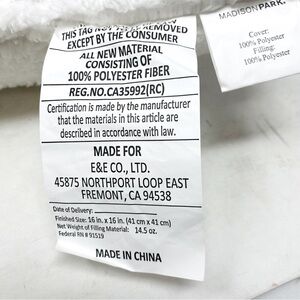 THIS TAG NOT TO BE REMOVED
EXCEPT BY THE CONSUMER
ALL NEW MATERIAL
CONSISTING OF
100% POLYESTER FIBER
REG.NO.CA35992(RC)
Certification is made by the manufacturer
that the materials in this article are
described in accordance with law.
MADE FOR
E&E CO., LTD.
45875 NORTHPORT LOOP EAST
FREMONT, CA 94538
Date of Delivery:
Finished Size: 16 in. x 16 in. (41 cm x 41 cm)
Net Weight of Filling Material: 14.5 oz.
Federal RN # 91519
MADE IN CHINA
MADISON PARK.
Cover:
100% Polyester
Filling:
100% Polyester